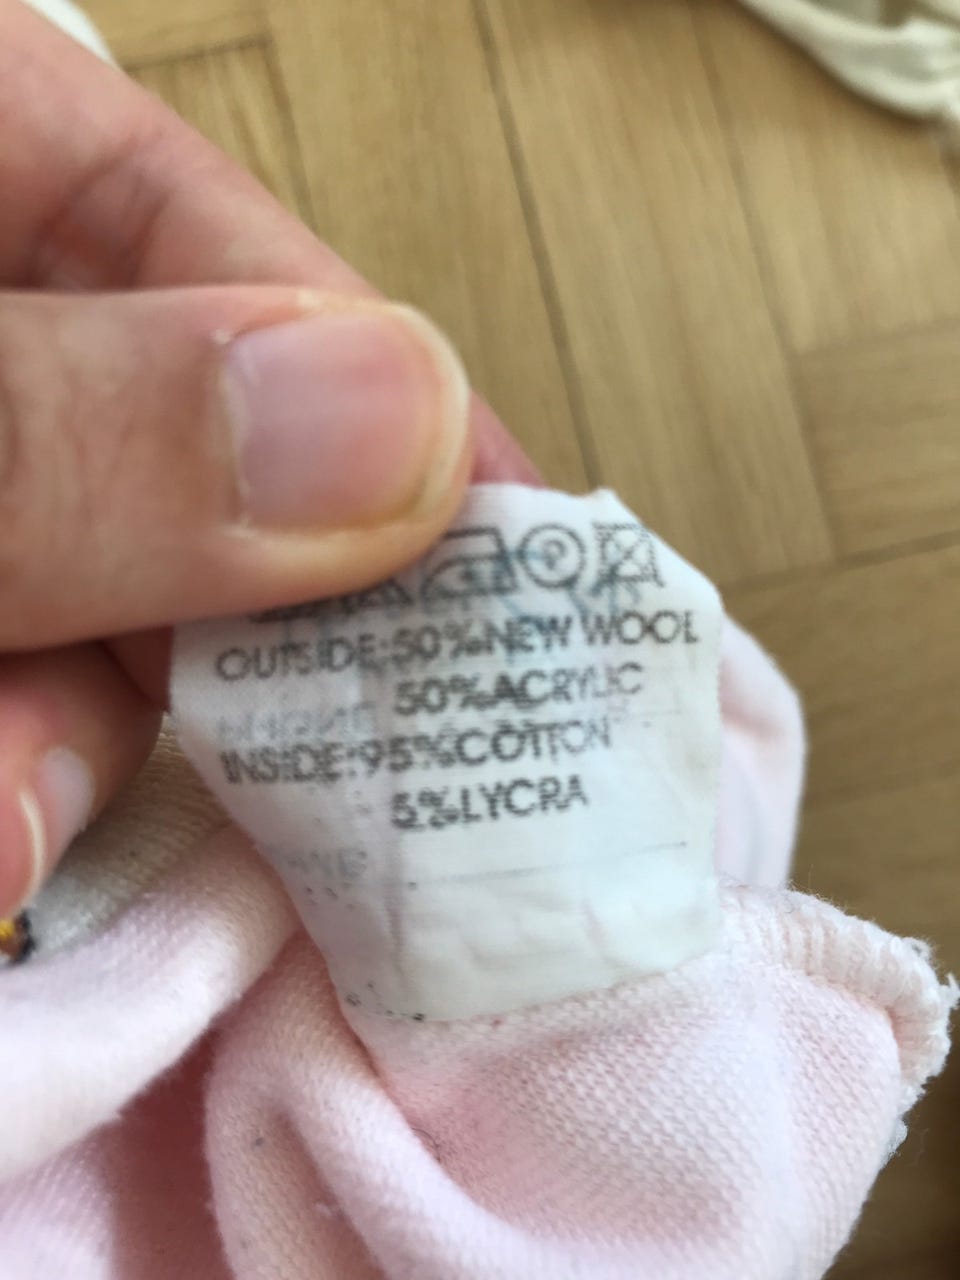 P
OUTSIDE:50%NEW WOOL
50%ACRYLIC
INSIDE:95%COTTON
5%LYCRA